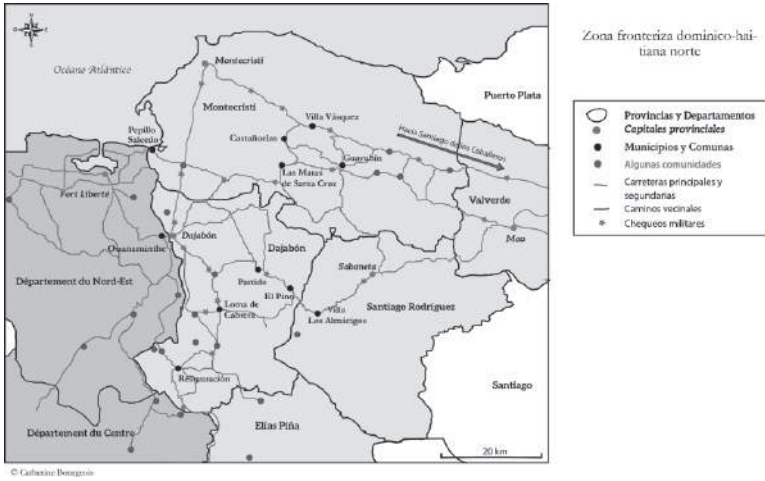 Zona fronteriza dominico-hai-
tiana norte
Océano Atlántico
Montecristi
Puerto Plata
Montecristi
Villa Vásquez
Pepillo
Salcedo
Castañuelas
Hacia Santiago de los Caballeros
Guayubín
Las Matas
de Santa Cruz
Fort Liberté
Valverde
Mao
Ouanaminthe
Dajabón
Dajabón
Sabaneta
Département du Nord-Est
Partido
El Pino
Santiago Rodríguez
Loma de
Cabrera
Villa
Los Almácigos
Restauración
Santiago
Département du Centre
Elías Piña
20 km
© Catherine Bourgeois
Provincias y Departamentos
Capitales provinciales
Municipios y Comunas
Algunas comunidades
Carreteras principales y
segundarias
Caminos vecinales
Chequeos militares